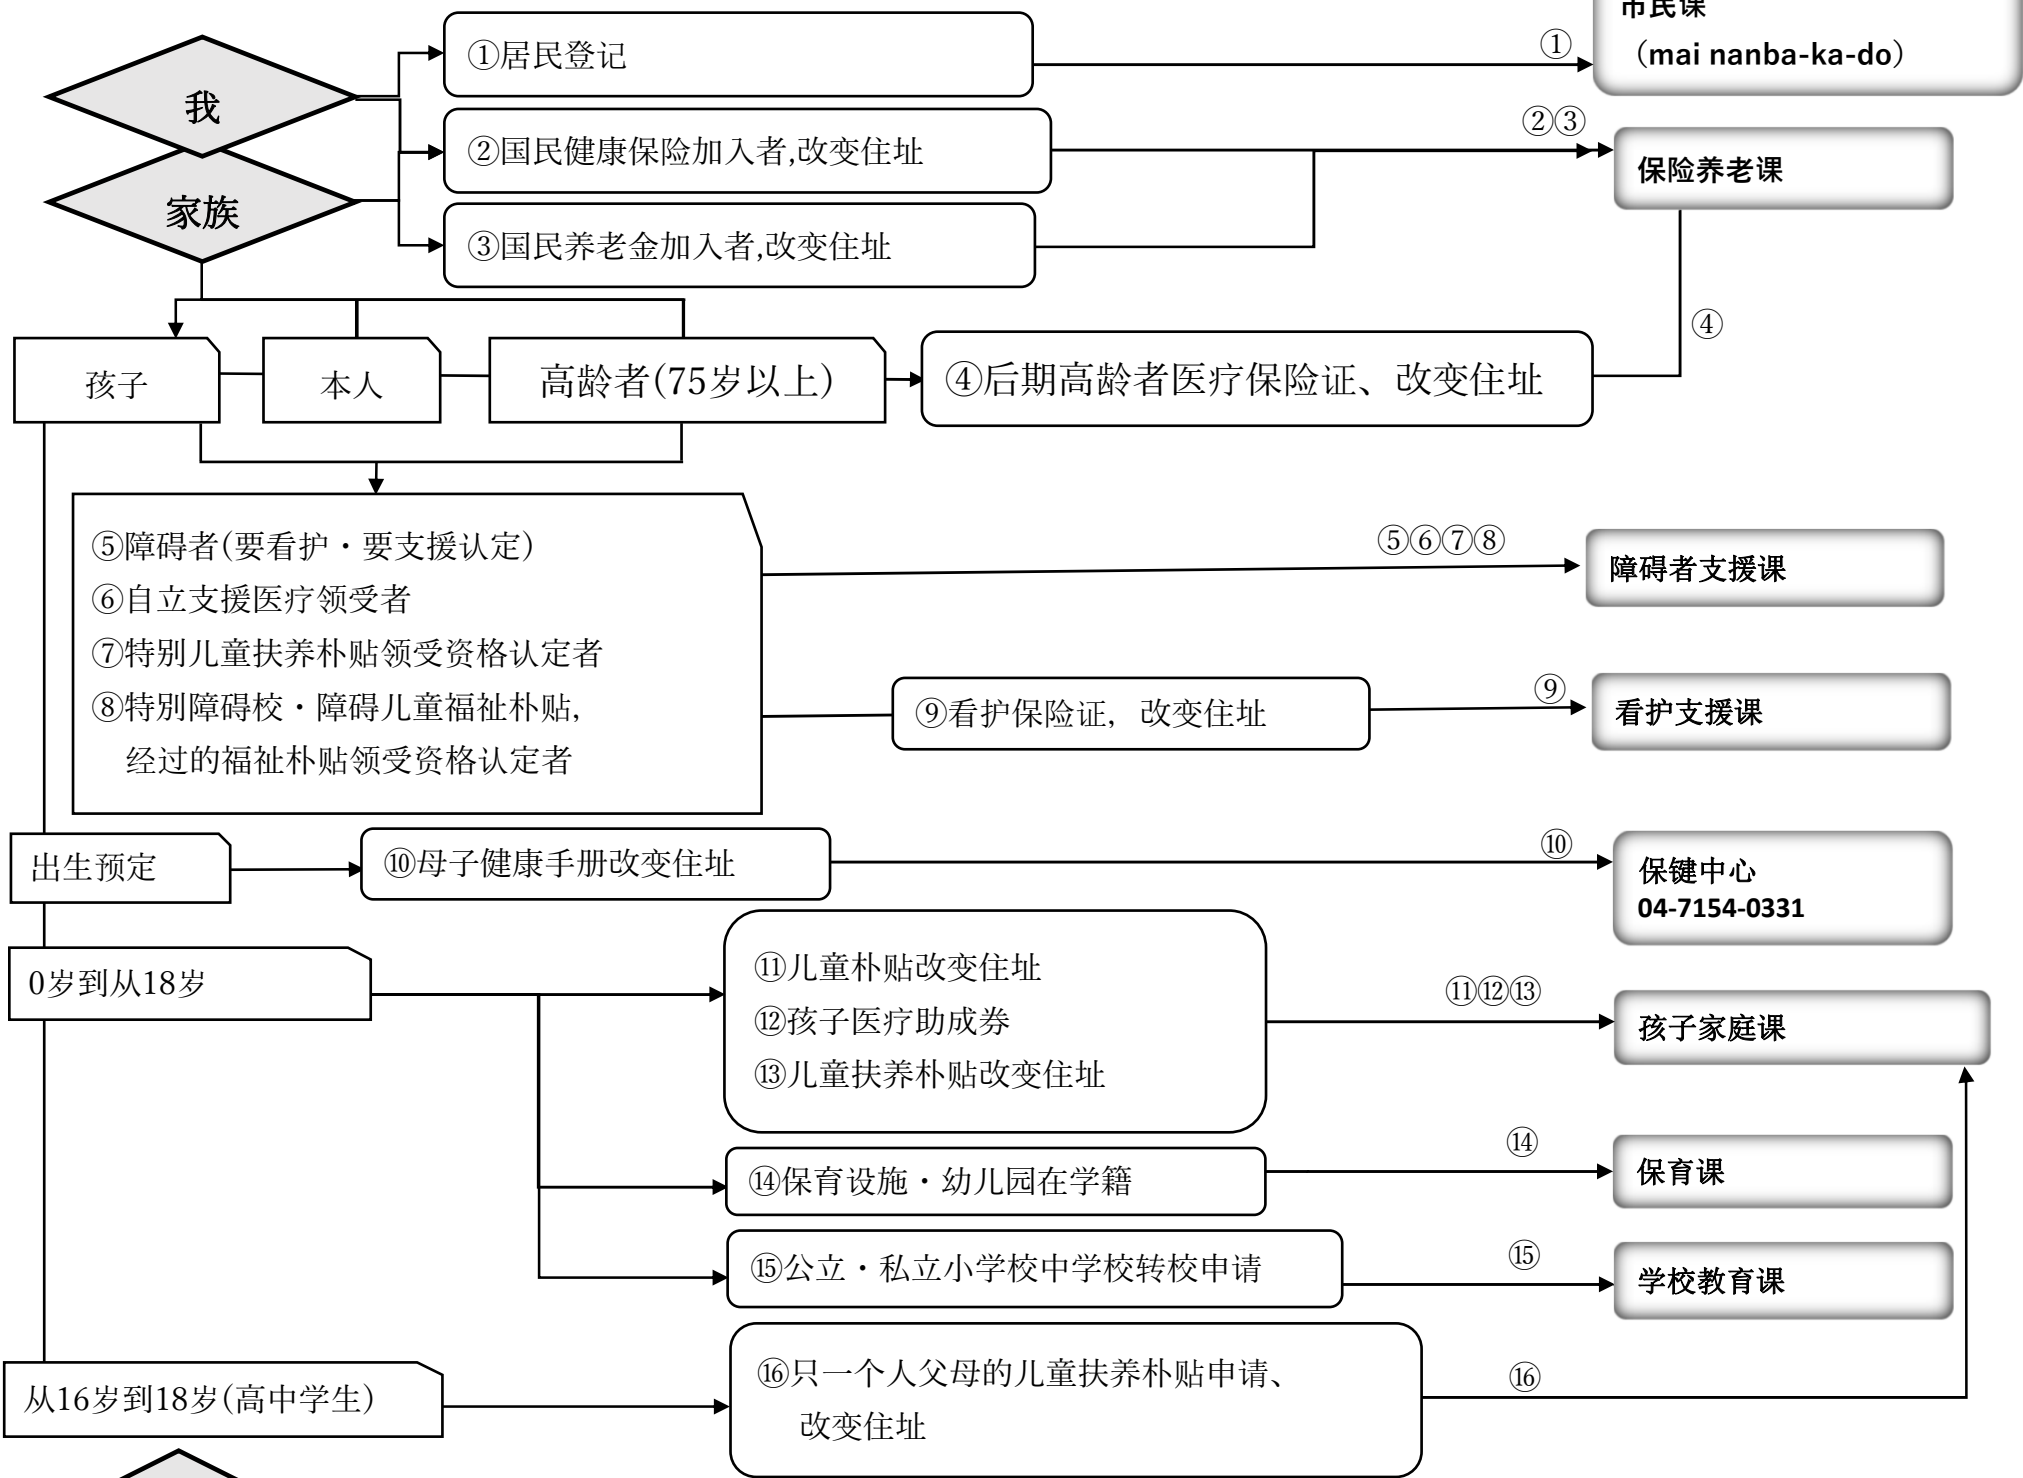 市民课
（mai nanba-ka-do）
①居民登记
①
我
②国民健康保险加入者,改变住址
②③
保险养老课
家族
③国民养老金加入者,改变住址
④
孩子
本人
高龄者(75岁以上)
④后期高龄者医疗保险证、改变住址
⑤障碍者(要看护・要支援认定)
⑥自立支援医疗领受者
⑦特别儿童扶养朴贴领受资格认定者
⑧特别障碍校・障碍儿童福祉朴贴,
经过的福祉朴贴领受资格认定者
⑤⑥⑦⑧
障碍者支援课
⑨看护保险证, 改变住址
⑨
看护支援课
出生预定
⑩母子健康手册改变住址
⑩
保键中心
04-7154-0331
0岁到从18岁
⑪儿童朴贴改变住址
⑫孩子医疗助成券
⑬儿童扶养朴贴改变住址
⑪⑫⑬
孩子家庭课
⑭保育设施・幼儿园在学籍
⑭
保育课
⑮公立・私立小学校中学校转校申请
⑮
学校教育课
从16岁到18岁(高中学生)
⑯只一个人父母的儿童扶养朴贴申请、
改变住址
⑯